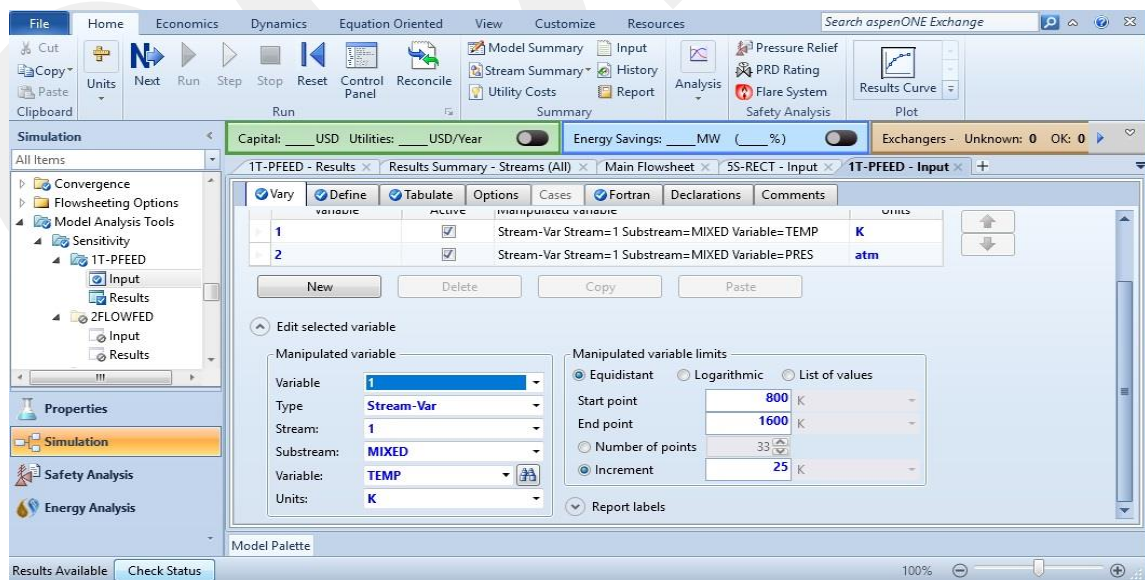 File Home Economics Dynamics Equation Oriented View Customize Resources Search aspenONE Exchange
Cut
Copy
Paste
Clipboard
Units
Next Run Step Stop Reset Control Panel Reconcile
Run
Model Summary Input
Stream Summary History
Utility Costs Report
Summary
Analysis
Pressure Relief
PRD Rating
Flare System
Safety Analysis
Results Curve
Plot
Simulation
All Items
Convergence
Flowsheeting Options
Model Analysis Tools
Sensitivity
1T-PFEED
Input
Results
2FLOWFED
Input
Results
Properties
Simulation
Safety Analysis
Energy Analysis
Capital: ____USD Utilities: ____USD/Year Energy Savings: ____MW (____%) Exchangers - Unknown: 0 OK: 0
1T-PFEED - Results Results Summary - Streams (All) Main Flowsheet 5S-RECT - Input 1T-PFEED - Input +
Vary Define Tabulate Options Cases Fortran Declarations Comments
Variable Active Manipulated variable Units
1 Stream-Var Stream=1 Substream=MIXED Variable=TEMP K
2 Stream-Var Stream=1 Substream=MIXED Variable=PRES atm
New Delete Copy Paste
Edit selected variable
Manipulated variable
Variable 1
Type Stream-Var
Stream: 1
Substream: MIXED
Variable: TEMP
Units: K
Manipulated variable limits
Equidistant Logarithmic List of values
Start point 800 K
End point 1600 K
Number of points 33
Increment 25 K
Report labels
Model Palette
Results Available Check Status 100%